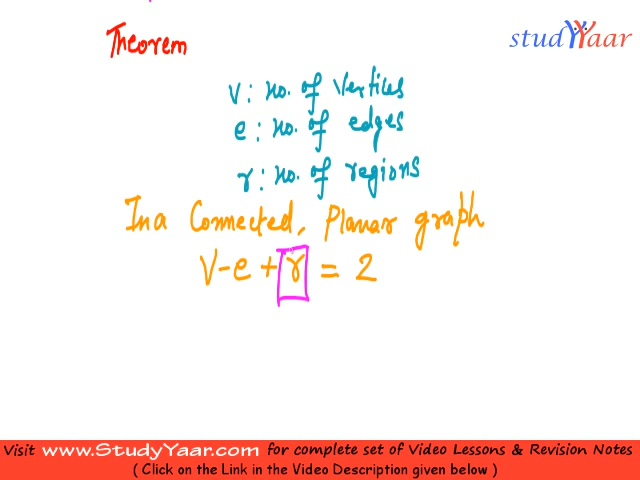 Theorem
studYYaar
v: no. of vertices
e: no. of edges
r: no. of regions
In a Connected, Planar graph
V - e + r = 2
Visit www.StudyYaar.com for complete set of Video Lessons & Revision Notes
( Click on the Link in the Video Description given below )